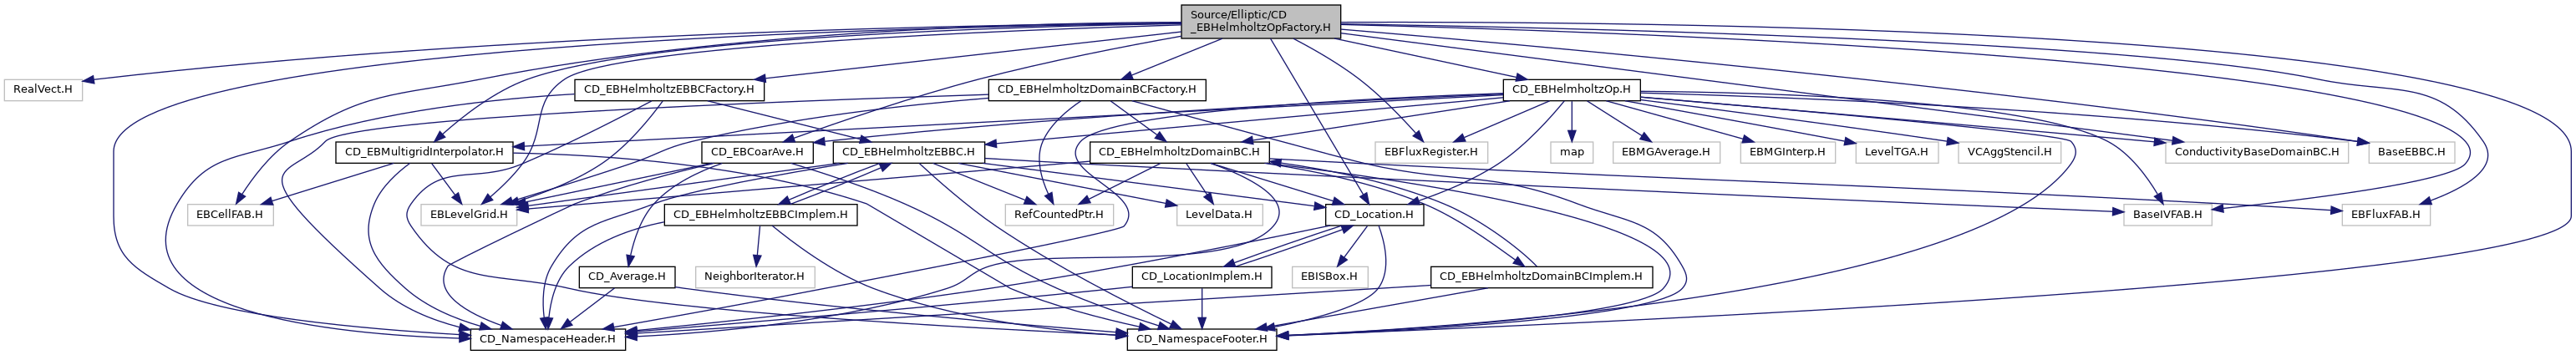 Source/Elliptic/CD
_EBHelmholtzOpFactory.H
RealVect.H
CD_EBHelmholtzEBBCFactory.H
CD_EBHelmholtzDomainBCFactory.H
CD_EBHelmholtzOp.H
CD_EBMultigridInterpolator.H
CD_EBCoarAve.H
CD_EBHelmholtzEBBC.H
CD_EBHelmholtzDomainBC.H
EBFluxRegister.H
map
EBMGAverage.H
EBMGInterp.H
LevelTGA.H
VCAggStencil.H
ConductivityBaseDomainBC.H
BaseEBBC.H
EBCellFAB.H
EBLevelGrid.H
CD_EBHelmholtzEBBCImplem.H
RefCountedPtr.H
LevelData.H
CD_Location.H
BaseIVFAB.H
EBFluxFAB.H
CD_Average.H
NeighborIterator.H
CD_LocationImplem.H
EBISBox.H
CD_EBHelmholtzDomainBCImplem.H
CD_NamespaceHeader.H
CD_NamespaceFooter.H